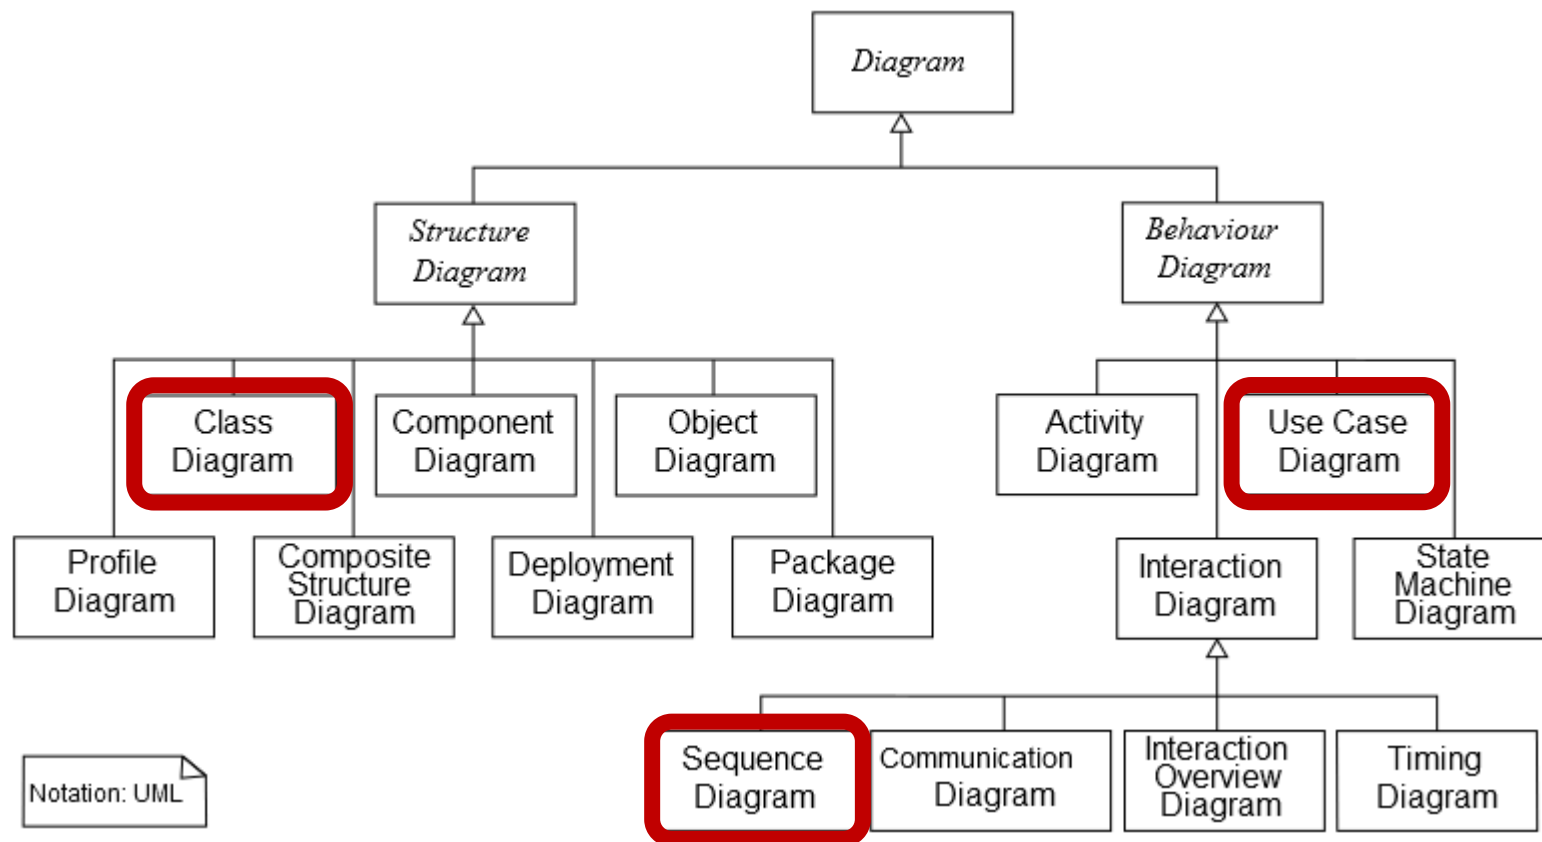 Diagram
Structure
Diagram
Behaviour
Diagram
Class
Diagram
Component
Diagram
Object
Diagram
Activity
Diagram
Use Case
Diagram
Profile
Diagram
Composite
Structure
Diagram
Deployment
Diagram
Package
Diagram
Interaction
Diagram
State
Machine
Diagram
Sequence
Diagram
Communication
Diagram
Interaction
Overview
Diagram
Timing
Diagram
Notation: UML